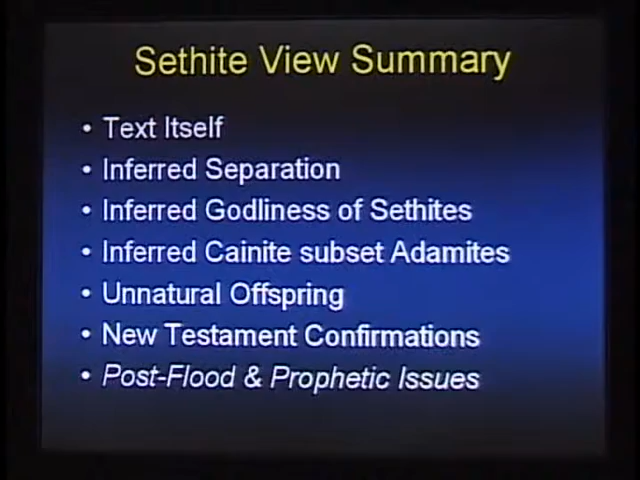 Sethite View Summary
• Text Itself
• Inferred Separation
• Inferred Godliness of Sethites
• Inferred Cainite subset Adamites
• Unnatural Offspring
• New Testament Confirmations
• Post-Flood & Prophetic Issues